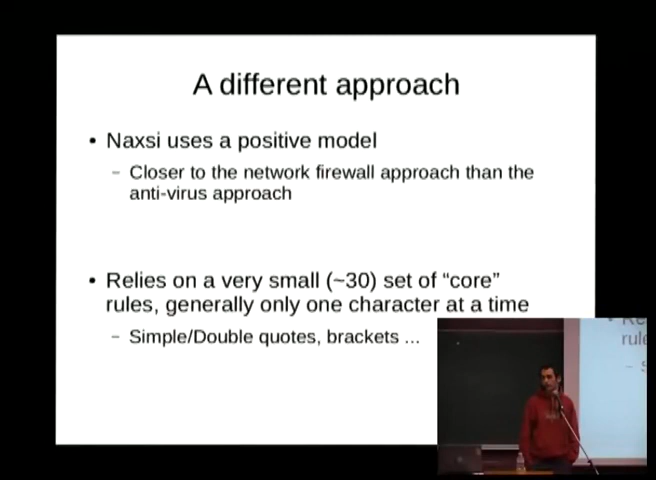 A different approach
• Naxsi uses a positive model
– Closer to the network firewall approach than the
anti-virus approach
• Relies on a very small (~30) set of “core”
rules, generally only one character at a time
– Simple/Double quotes, brackets ...
rule